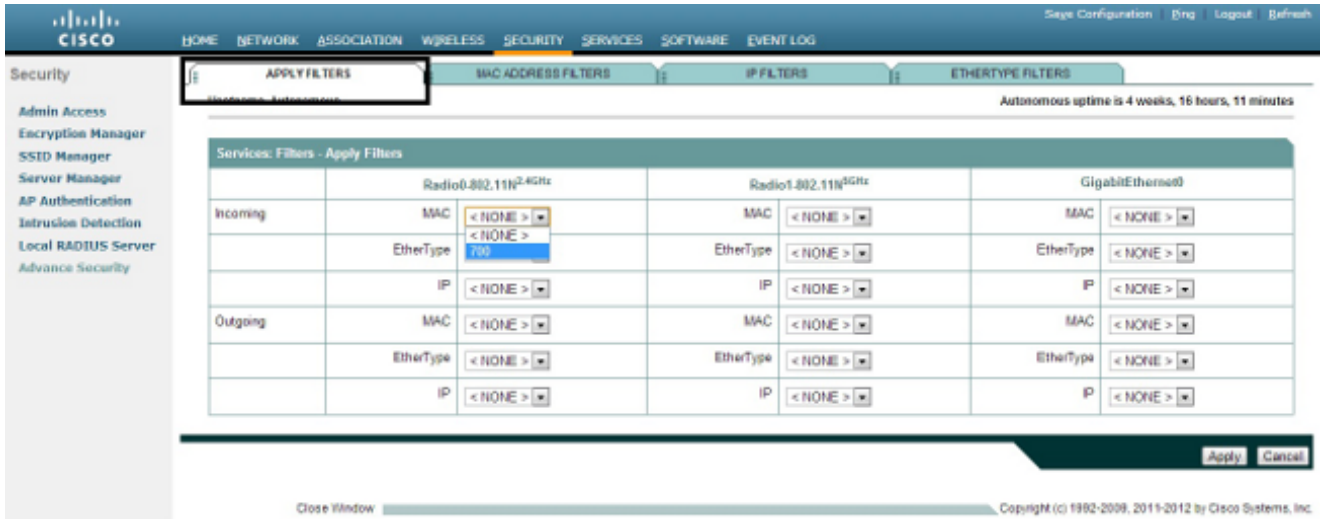 Save Configuration Ping Logout Refresh
CISCO
HOME NETWORK ASSOCIATION WIRELESS SECURITY SERVICES SOFTWARE EVENT LOG
Security
APPLY FILTERS MAC ADDRESS FILTERS IP FILTERS ETHERTYPE FILTERS
Hostname Autonomous Autonomous uptime is 4 weeks, 16 hours, 11 minutes
Admin Access
Encryption Manager
SSID Manager
Server Manager
AP Authentication
Intrusion Detection
Local RADIUS Server
Advance Security
Services: Filters - Apply Filters
Radio0-802.11N2.4GHz Radio1-802.11N5GHz GigabitEthernet0
Incoming MAC < NONE > MAC < NONE > MAC < NONE >
< NONE >
EtherType 700 EtherType < NONE > EtherType < NONE >
IP < NONE > IP < NONE > IP < NONE >
Outgoing MAC < NONE > MAC < NONE > MAC < NONE >
EtherType < NONE > EtherType < NONE > EtherType < NONE >
IP < NONE > IP < NONE > IP < NONE >
Apply Cancel
Close Window Copyright (c) 1992-2009, 2011-2012 by Cisco Systems, Inc.